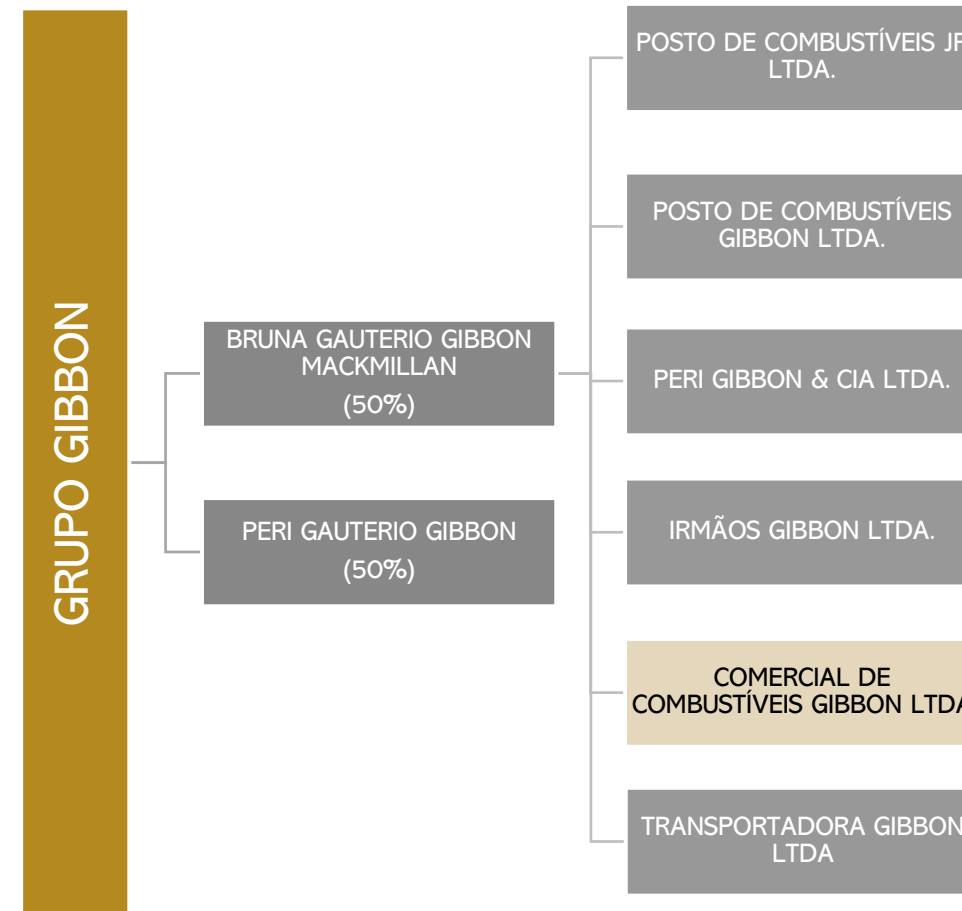 GRUPO GIBBON
BRUNA GAUTERIO GIBBON
MACKMILLAN
(50%)
PERI GAUTERIO GIBBON
(50%)
POSTO DE COMBUSTÍVEIS
LTDA.
POSTO DE COMBUSTÍVEIS
GIBBON LTDA.
PERI GIBBON & CIA LTDA.
IRMÃOS GIBBON LTDA.
COMERCIAL DE
COMBUSTÍVEIS GIBBON LTDA
TRANSPORTADORA GIBBON
LTDA